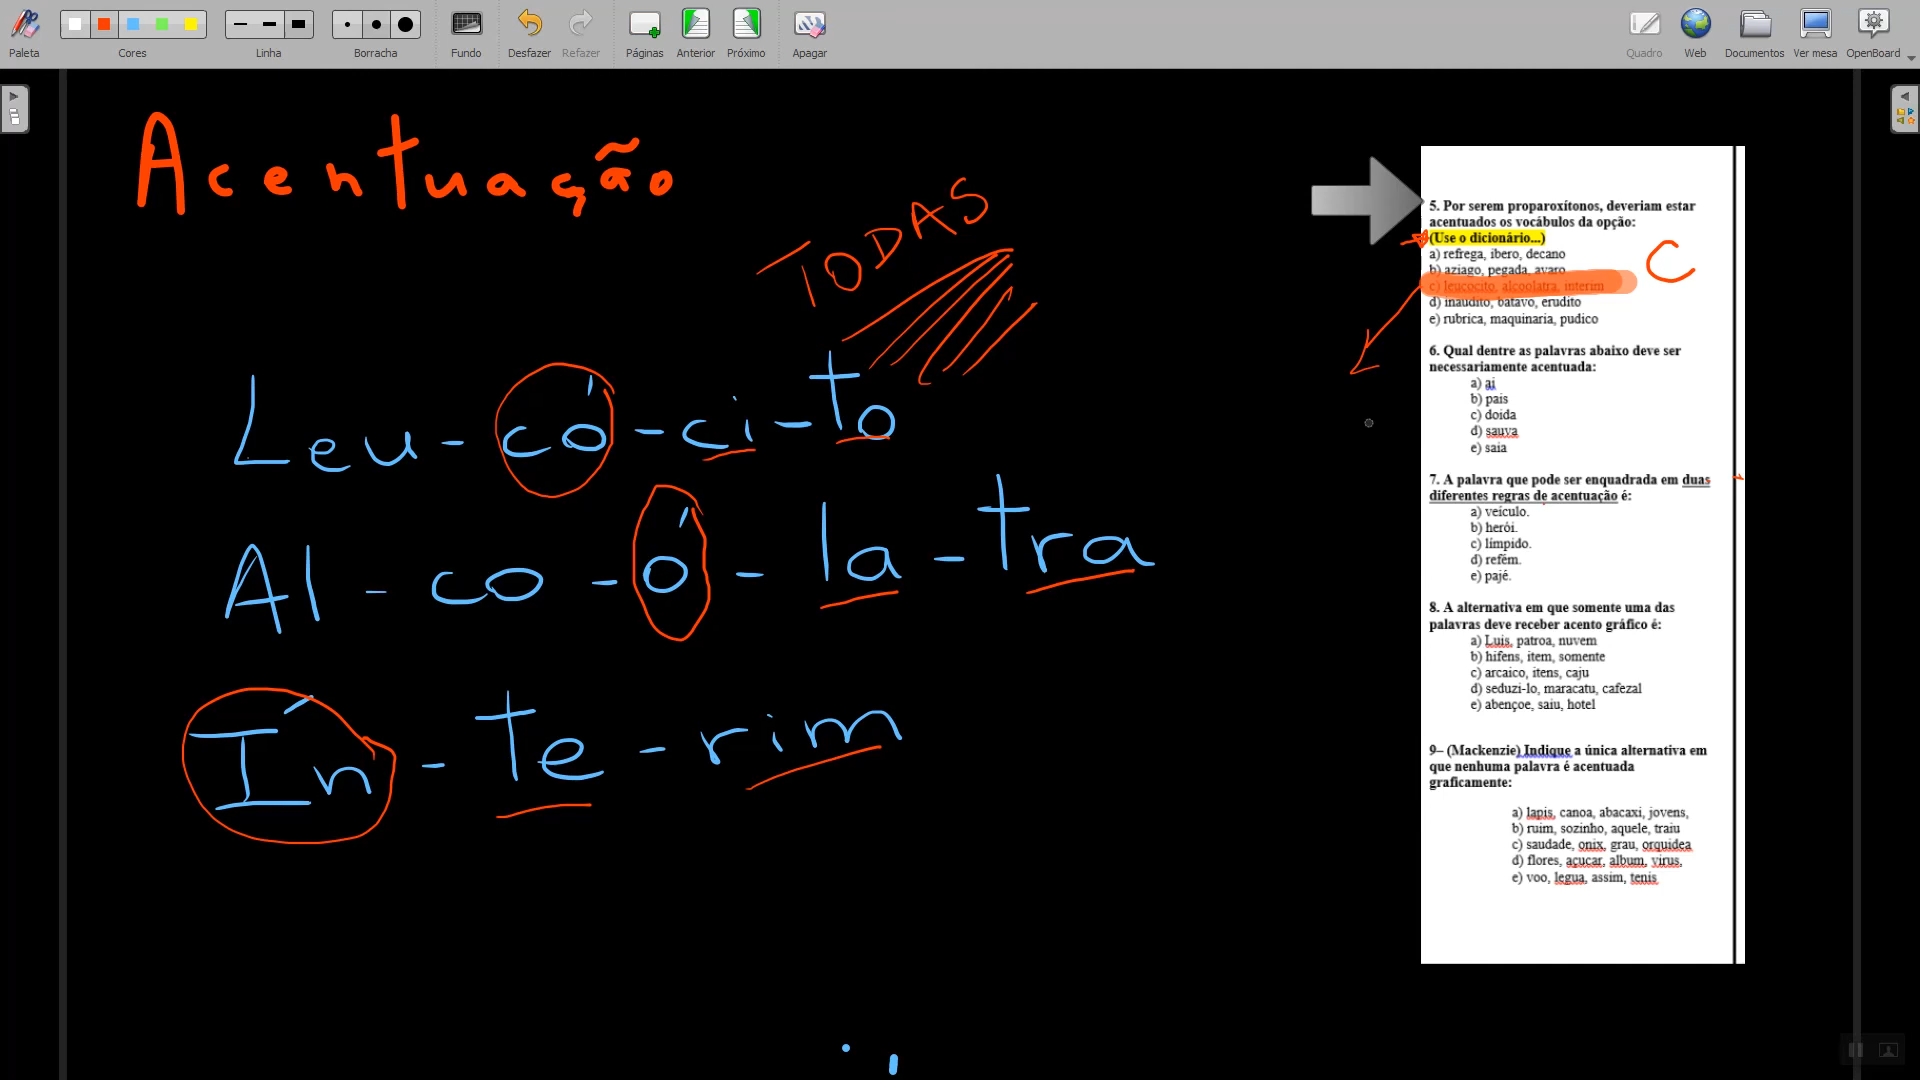 Paleta Cores Linha Borracha Fundo Desfazer Refazer Páginas Anterior Próximo Apagar Quadro Web Documentos Ver mesa OpenBoard
Acentuação
TODAS
Leu-có-ci-to
Al-co-ó-la-tra
Ín-te-rim
5. Por serem proparoxítonos, deveriam estar
acentuados os vocábulos da opção:
(Use o dicionário...)
a) refrega, ibero, decano
b) aziago, pegada, avaro
c) leucocito, alcoolatra, interim
d) inaudito, batavo, erudito
e) rubrica, maquinaria, pudico
C
6. Qual dentre as palavras abaixo deve ser
necessariamente acentuada:
a) ai
b) pais
c) doida
d) sauva
e) saia
7. A palavra que pode ser enquadrada em duas
diferentes regras de acentuação é:
a) veículo.
b) herói.
c) límpido.
d) refém.
e) pajé.
8. A alternativa em que somente uma das
palavras deve receber acento gráfico é:
a) Luis, patroa, nuvem
b) hifens, item, somente
c) arcaico, itens, caju
d) seduzi-lo, maracatu, cafezal
e) abençoe, saiu, hotel
9– (Mackenzie) Indique a única alternativa em
que nenhuma palavra é acentuada
graficamente:
a) lapis, canoa, abacaxi, jovens,
b) ruim, sozinho, aquele, traiu
c) saudade, onix, grau, orquidea
d) flores, açucar, album, virus,
e) voo, legua, assim, tenis